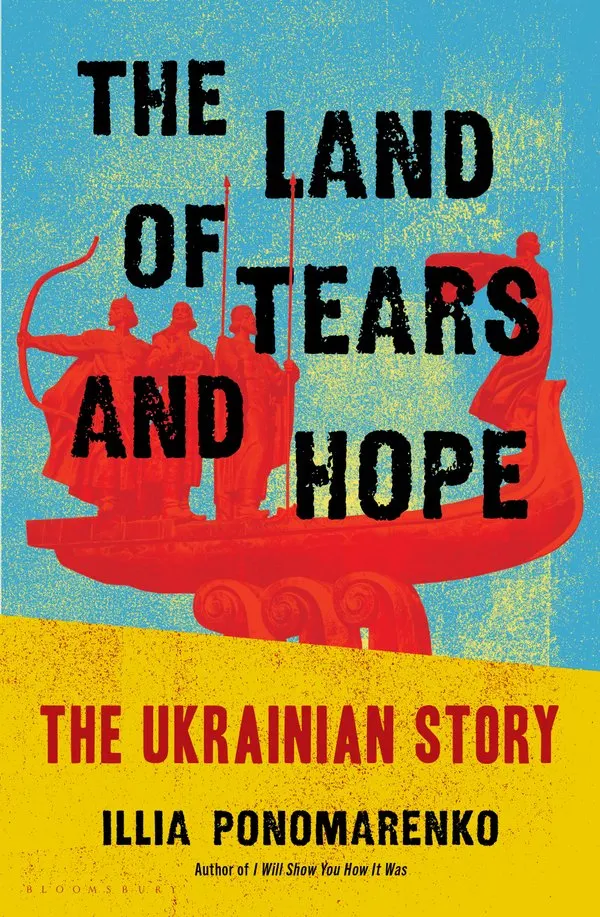 THE
LAND
OF
TEARS
AND
HOPE
THE UKRAINIAN STORY
ILLIA PONOMARENKO
Author of I Will Show You How It Was
BLOOMSBURY